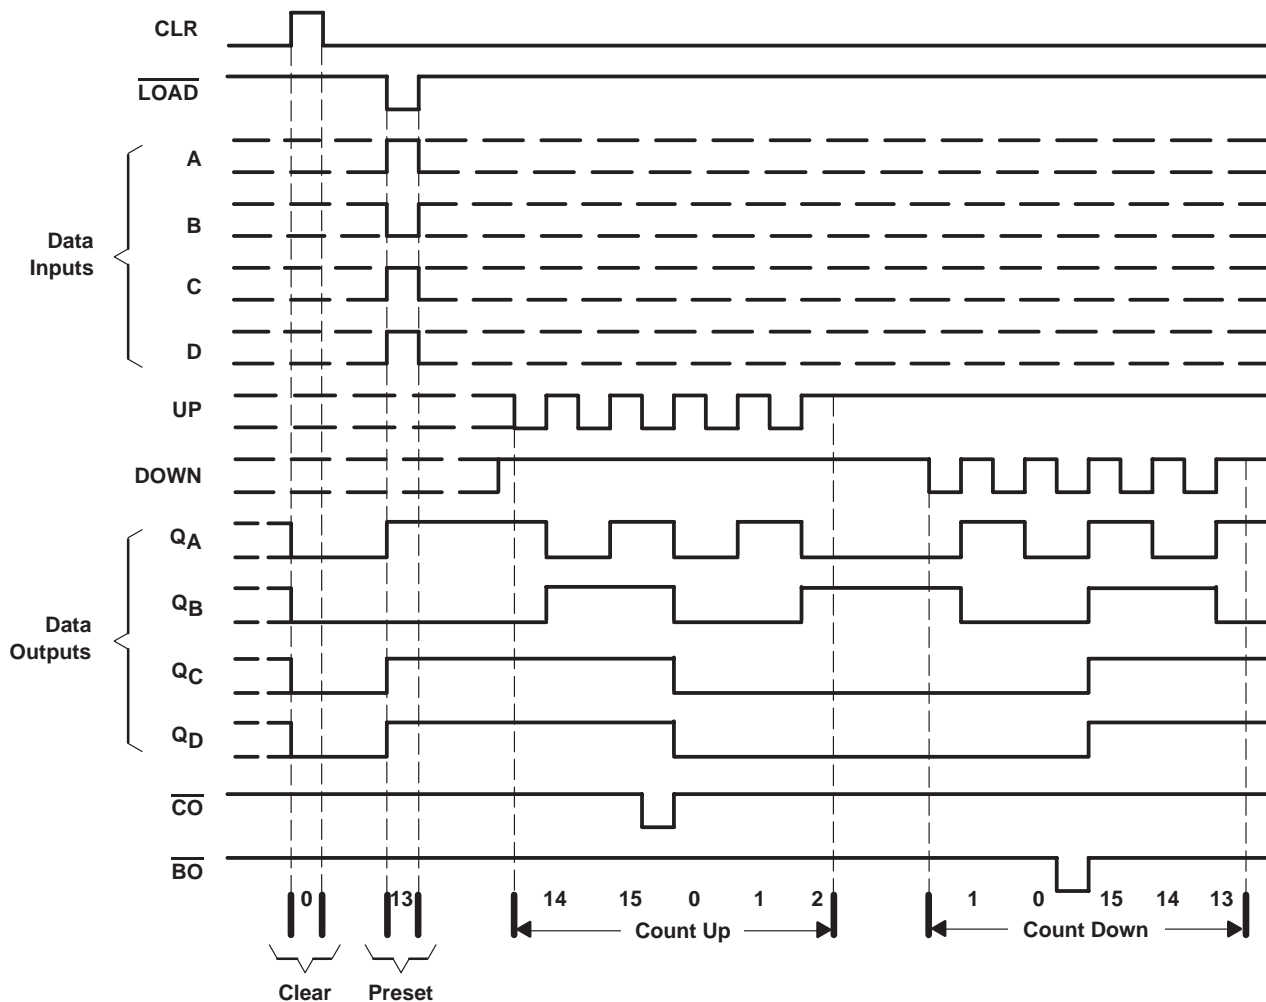 CLR
LOAD
A
B
C
D
Data
Inputs
UP
DOWN
QA
QB
QC
QD
Data
Outputs
CO
BO
0 13 14 15 0 1 2 1 0 15 14 13
Count Up Count Down
Clear Preset